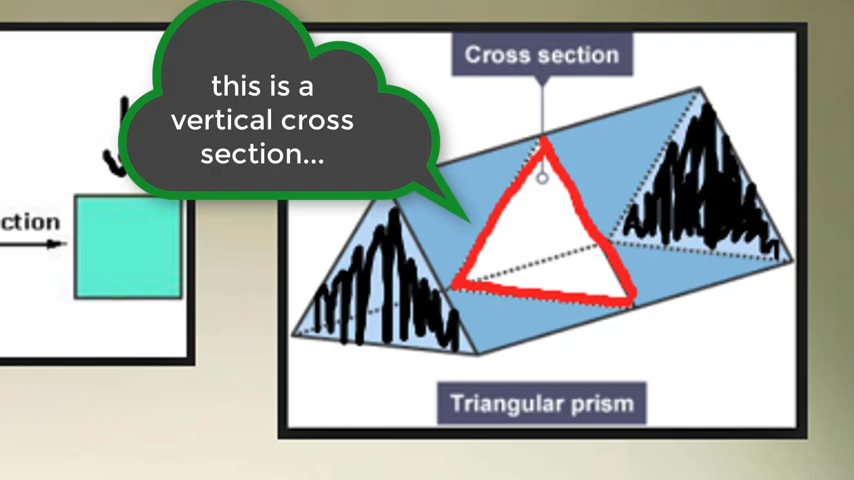 this is a
vertical cross
section...
Cross section
ction
Triangular prism